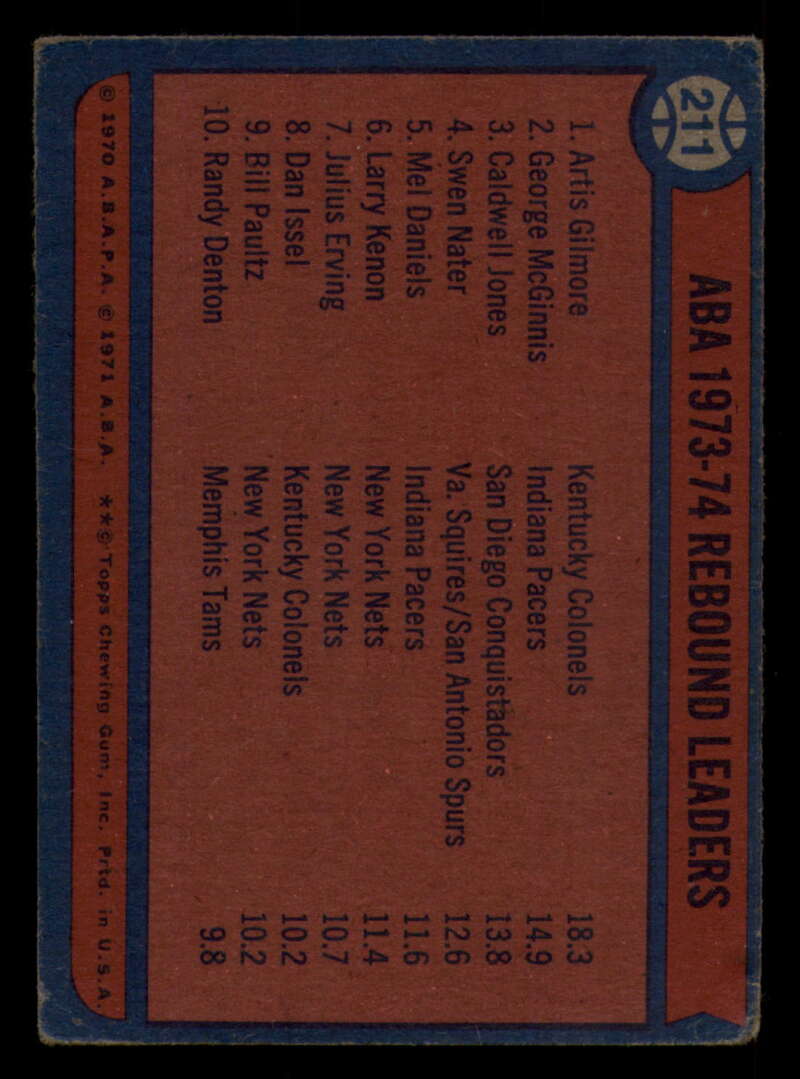 211
ABA 1973-74 REBOUND LEADERS
1. Artis Gilmore Kentucky Colonels 18.3
2. George McGinnis Indiana Pacers 14.9
3. Caldwell Jones San Diego Conquistadors 13.8
4. Swen Nater Va. Squires/San Antonio Spurs 12.6
5. Mel Daniels Indiana Pacers 11.6
6. Larry Kenon New York Nets 11.4
7. Julius Erving New York Nets 10.7
8. Dan Issel Kentucky Colonels 10.2
9. Bill Paultz New York Nets 10.2
10. Randy Denton Memphis Tams 9.8
© 1970 A.B.A.P.A. © 1971 A.B.A. **© Topps Chewing Gum, Inc. Prtd. in U.S.A.